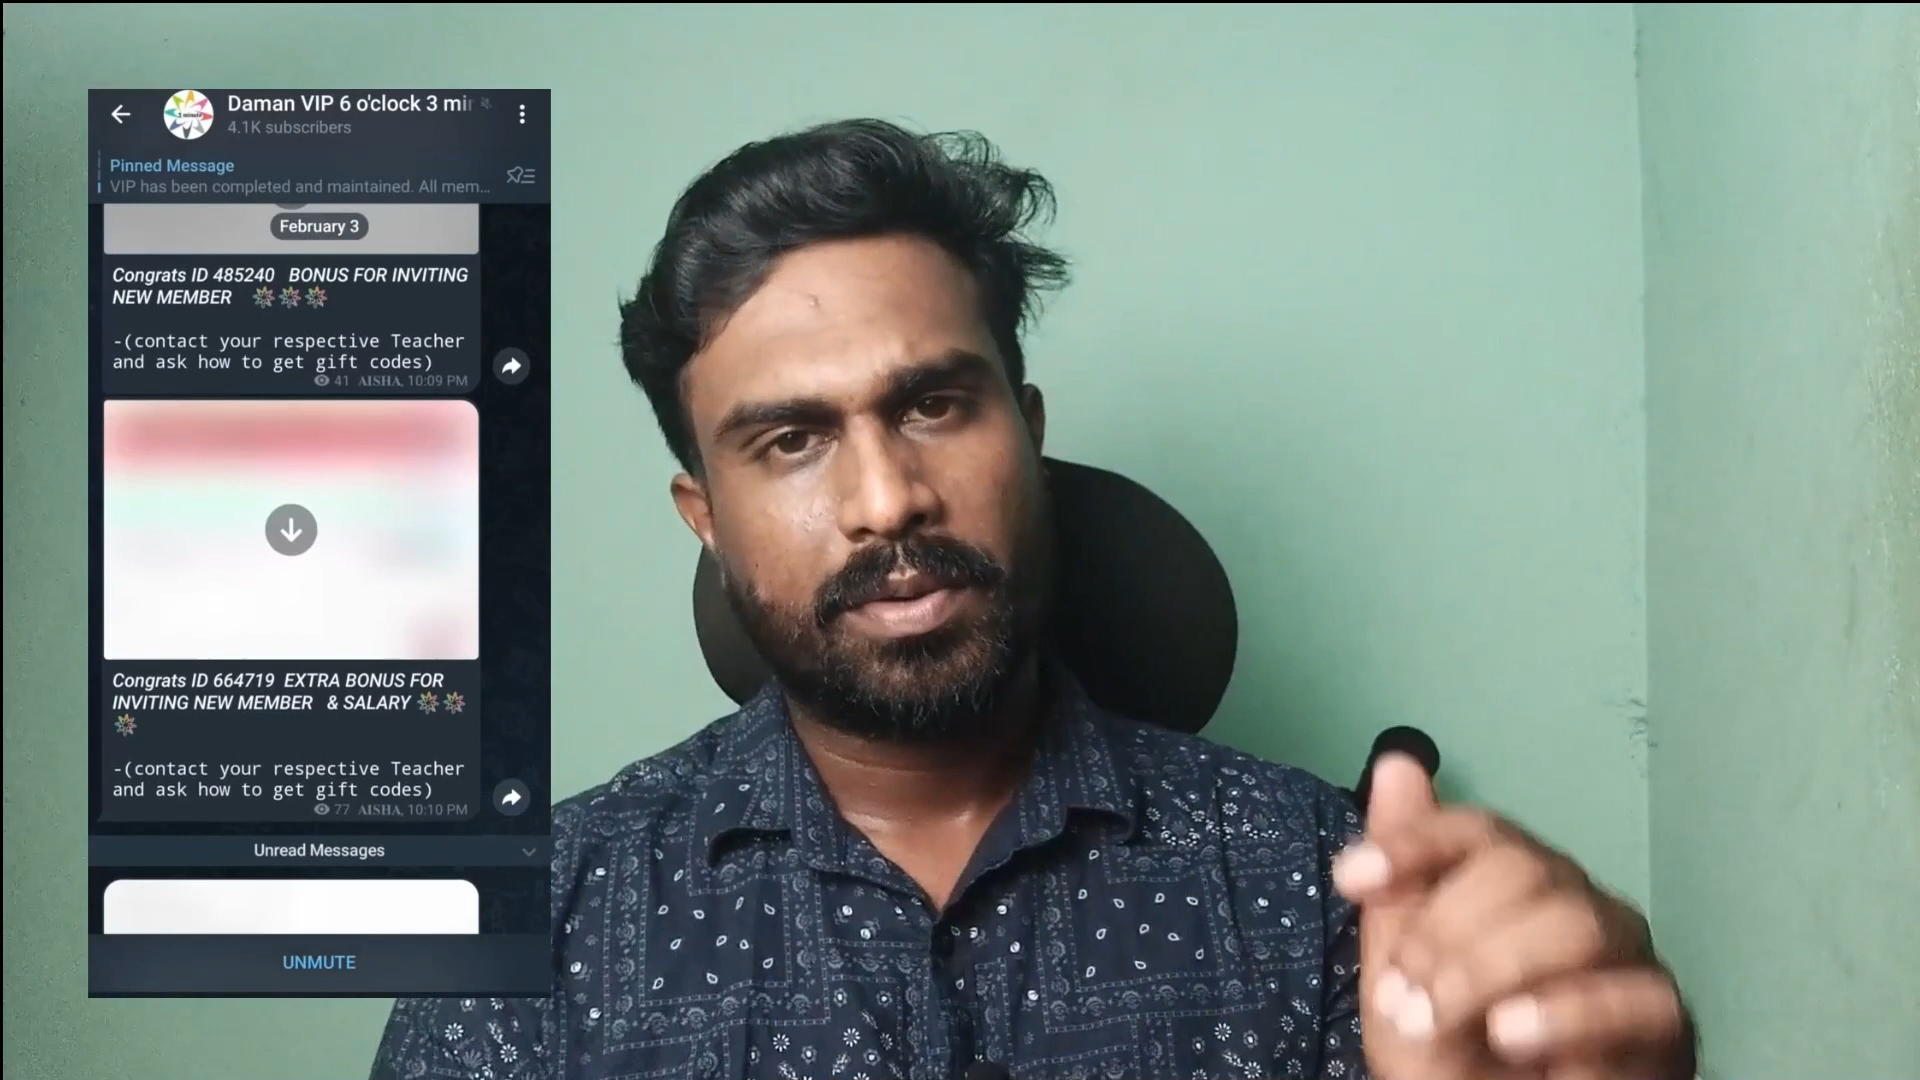 Daman VIP 6 o'clock 3 mi
4.1K subscribers
Pinned Message
VIP has been completed and maintained. All mem...
February 3
Congrats ID 485240 BONUS FOR INVITING
NEW MEMBER
-(contact your respective Teacher
and ask how to get gift codes)
41 AISHA, 10:09 PM
Congrats ID 664719 EXTRA BONUS FOR
INVITING NEW MEMBER & SALARY
-(contact your respective Teacher
and ask how to get gift codes)
77 AISHA, 10:10 PM
Unread Messages
UNMUTE